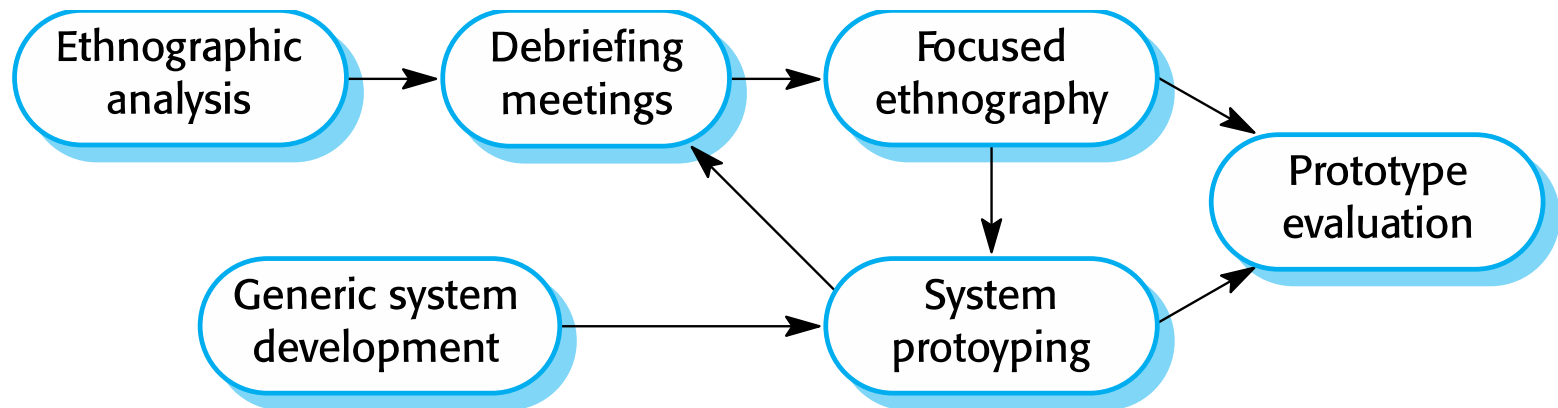 Ethnographic
analysis
Debriefing
meetings
Focused
ethnography
Prototype
evaluation
Generic system
development
System
protoyping